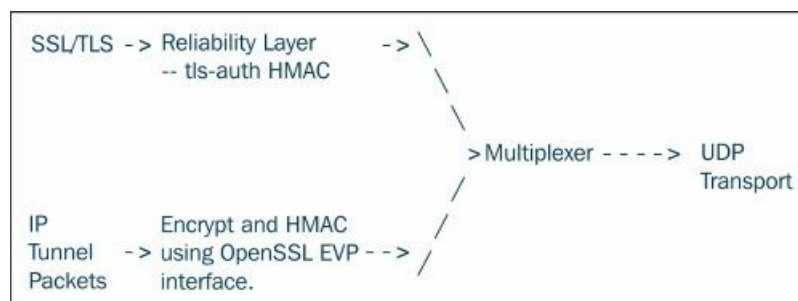 SSL/TLS -> Reliability Layer -> \
-- tls-auth HMAC \
\
\
> Multiplexer ----> UDP
/ Transport
/
IP Encrypt and HMAC /
Tunnel -> using OpenSSL EVP --> /
Packets interface.